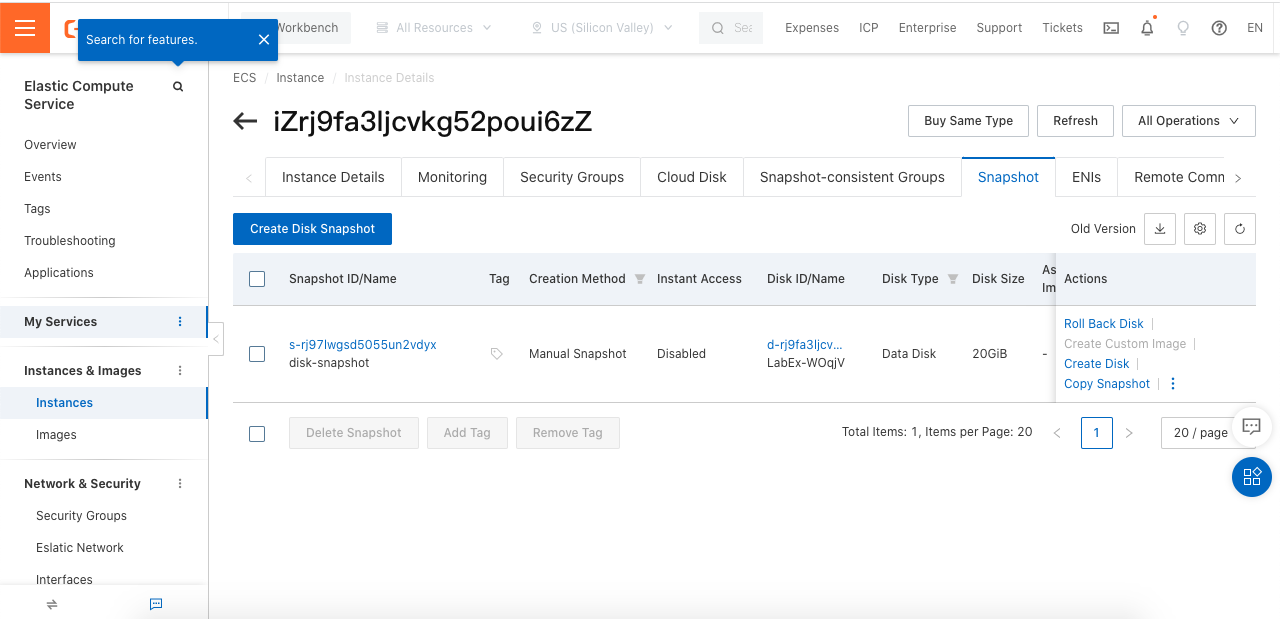 Search for features.
Workbench
All Resources
US (Silicon Valley)
Expenses
ICP
Enterprise
Support
Tickets
EN
Elastic Compute
Service
Overview
Events
Tags
Troubleshooting
Applications
My Services
Instances & Images
Instances
Images
Network & Security
Security Groups
Eslatic Network
Interfaces
ECS / Instance / Instance Details
iZrj9fa3ljcvkg52poui6zZ
Buy Same Type
Refresh
All Operations
Instance Details
Monitoring
Security Groups
Cloud Disk
Snapshot-consistent Groups
Snapshot
ENIs
Remote Comm
Create Disk Snapshot
Old Version
Snapshot ID/Name
Tag
Creation Method
Instant Access
Disk ID/Name
Disk Type
Disk Size
As
Im
Actions
s-rj97lwgsd5055un2vdyx
disk-snapshot
Manual Snapshot
Disabled
d-rj9fa3ljcv...
LabEx-WOqjV
Data Disk
20GiB
-
Roll Back Disk
Create Custom Image
Create Disk
Copy Snapshot
Delete Snapshot
Add Tag
Remove Tag
Total Items: 1, Items per Page: 20
1
20 / page